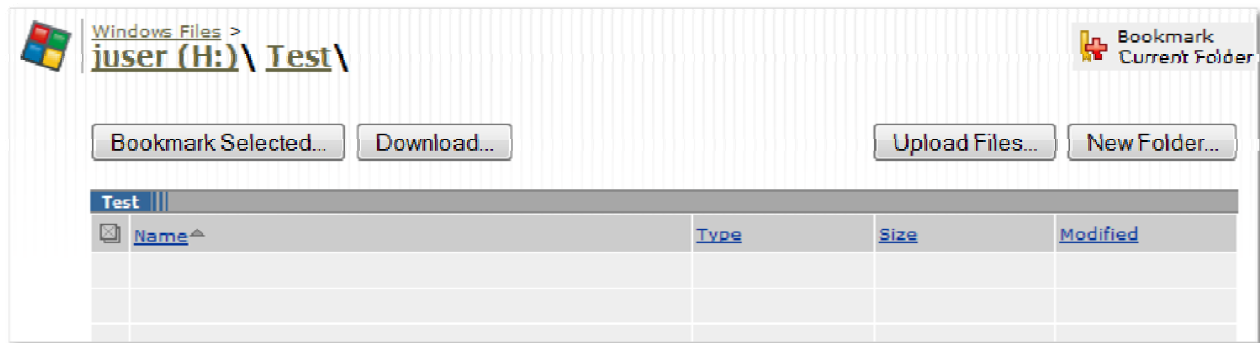 Windows Files >
juser (H:)\ Test\
Bookmark
Current Folder
Bookmark Selected... Download... Upload Files... New Folder...
Test
Name Type Size Modified